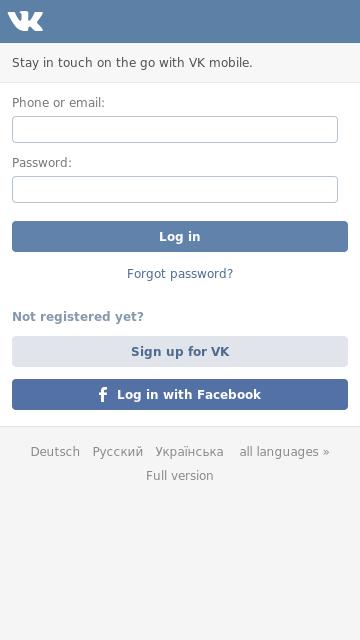 Stay in touch on the go with VK mobile.
Phone or email:
Password:
Log in
Forgot password?
Not registered yet?
Sign up for VK
Log in with Facebook
Deutsch Русский Українська all languages »
Full version